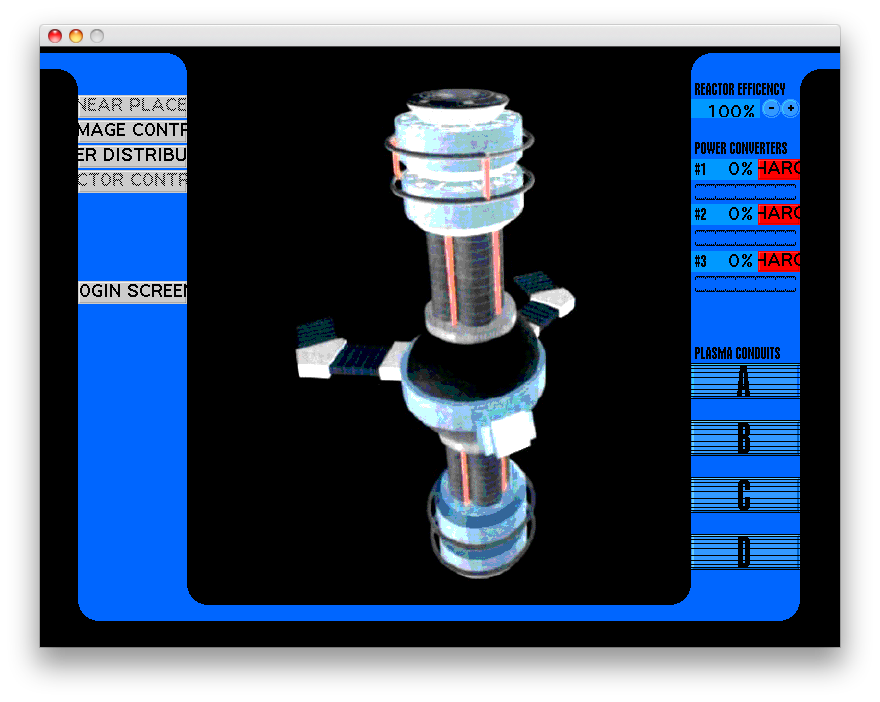 NEAR PLACE
MAGE CONTR
ER DISTRIBU
CTOR CONTR
OGIN SCREEN
REACTOR EFFICENCY
100% - +
POWER CONVERTERS
#1 0% HARG
#2 0% HARG
#3 0% HARG
PLASMA CONDUITS
A
B
C
D